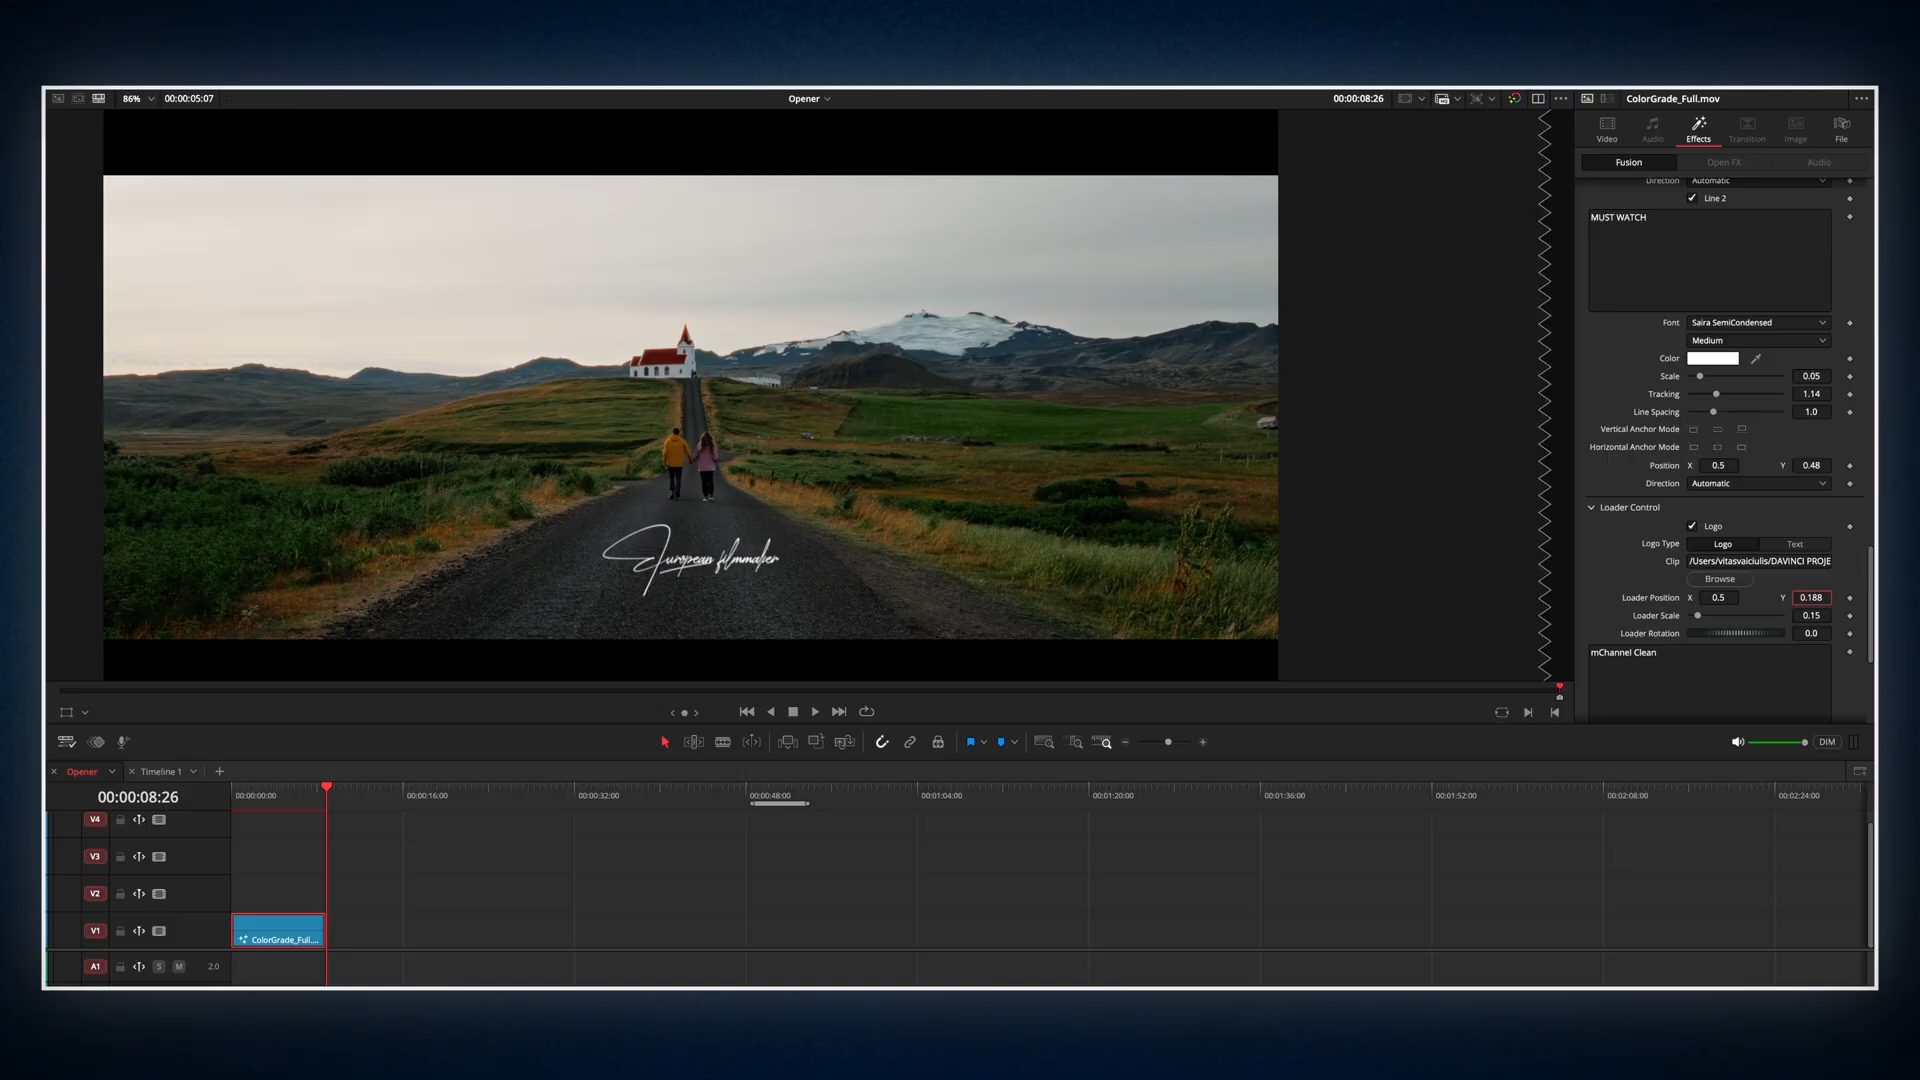 86%
00:00:05:07
Opener
00:00:08:26
ColorGrade_Full.mov
Video
Audio
Effects
Transition
Image
File
Fusion
Open FX
Audio
Direction
Automatic
Line 2
MUST WATCH
Font
Saira SemiCondensed
Medium
Color
Scale
0.05
Tracking
1.14
Line Spacing
1.0
Vertical Anchor Mode
Horizontal Anchor Mode
Position X 0.5 Y 0.48
Direction
Automatic
Loader Control
Logo
Logo Type
Logo
Text
Clip
/Users/vitasvaiciulis/DAVINCI PROJE
Browse
Loader Position X 0.5 Y 0.188
Loader Scale
0.15
Loader Rotation
0.0
mChannel Clean
European filmmaker
DIM
Opener
Timeline 1
00:00:08:26
00:00:00:00
00:00:16:00
00:00:32:00
00:00:48:00
00:01:04:00
00:01:20:00
00:01:36:00
00:01:52:00
00:02:08:00
00:02:24:00
V4
V3
V2
V1
ColorGrade_Full....
A1
S
M
2.0